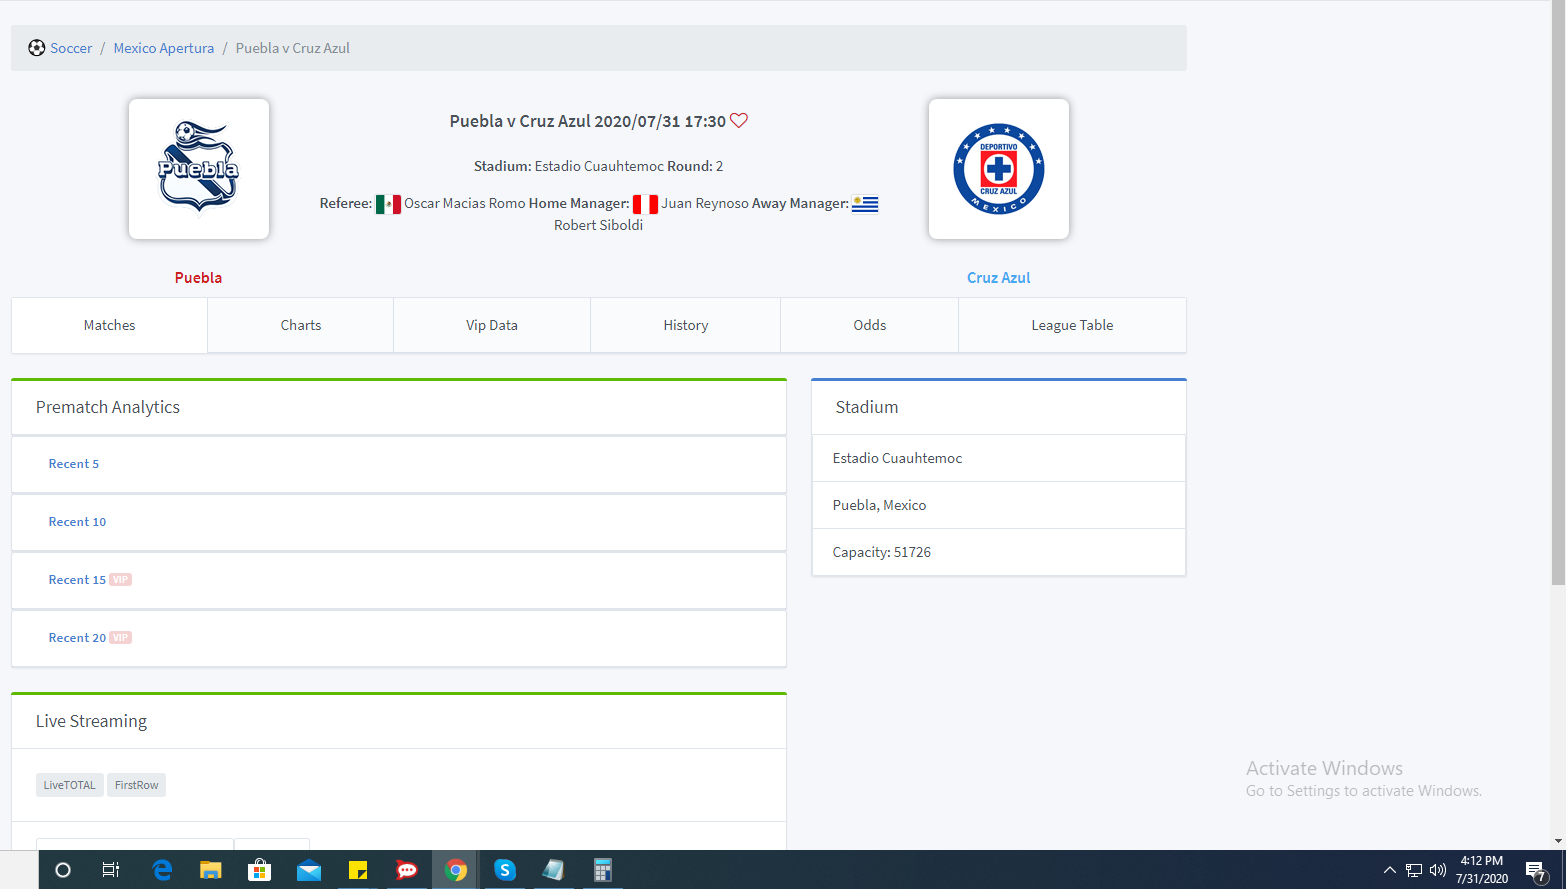 Soccer / Mexico Apertura / Puebla v Cruz Azul
Puebla
Puebla v Cruz Azul 2020/07/31 17:30
Stadium: Estadio Cuauhtemoc Round: 2
Referee: Oscar Macias Romo Home Manager: Juan Reynoso Away Manager:
Robert Siboldi
DEPORTIVO
CRUZ AZUL
MEXICO
Puebla
Cruz Azul
Matches
Charts
Vip Data
History
Odds
League Table
Prematch Analytics
Recent 5
Recent 10
Recent 15 VIP
Recent 20 VIP
Stadium
Estadio Cuauhtemoc
Puebla, Mexico
Capacity: 51726
Live Streaming
LiveTOTAL FirstRow
Activate Windows
Go to Settings to activate Windows.
4:12 PM
7/31/2020
7